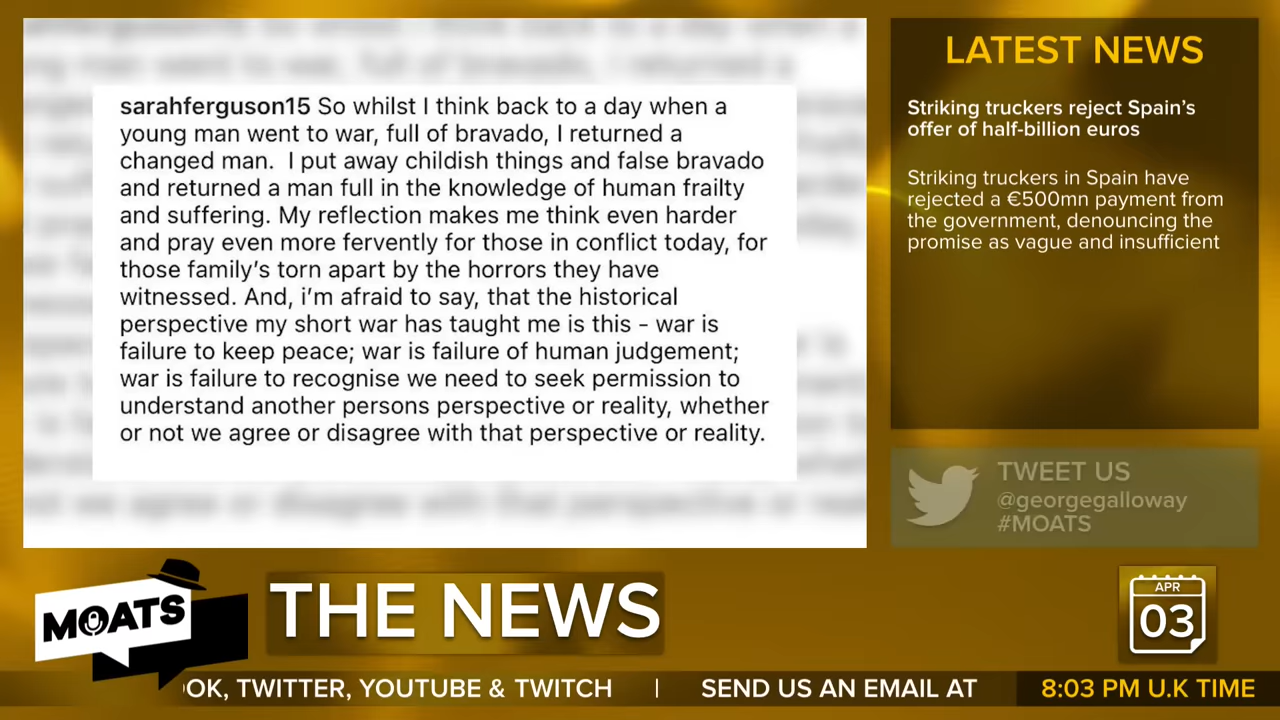 sarahferguson15 So whilst I think back to a day when a
young man went to war, full of bravado, I returned a
changed man.  I put away childish things and false bravado
and returned a man full in the knowledge of human frailty
and suffering. My reflection makes me think even harder
and pray even more fervently for those in conflict today, for
those family's torn apart by the horrors they have
witnessed. And, i'm afraid to say, that the historical
perspective my short war has taught me is this - war is
failure to keep peace; war is failure of human judgement;
war is failure to recognise we need to seek permission to
understand another persons perspective or reality, whether
or not we agree or disagree with that perspective or reality.
LATEST NEWS
Striking truckers reject Spain's
offer of half-billion euros
Striking truckers in Spain have
rejected a €500mn payment from
the government, denouncing the
promise as vague and insufficient
TWEET US
@georgegalloway
#MOATS
MOATS
THE NEWS
APR
03
OK, TWITTER, YOUTUBE & TWITCH | SEND US AN EMAIL AT
8:03 PM U.K TIME